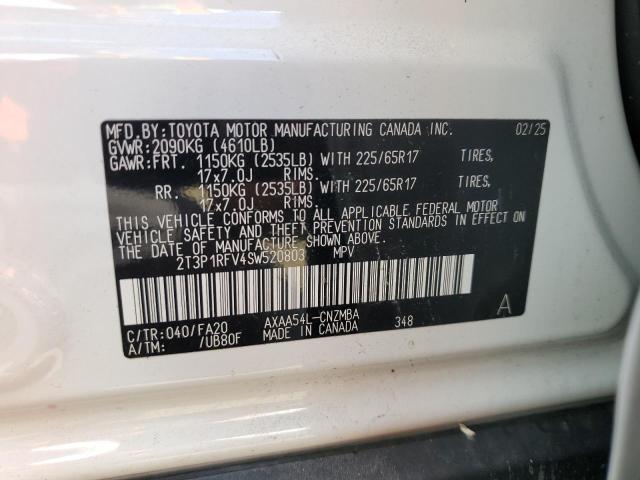 MFD.BY:TOYOTA MOTOR MANUFACTURING CANADA INC. 02/25
GVWR:2090KG (4610LB)
GAWR:FRT. 1150KG (2535LB) WITH 225/65R17 TIRES,
17x7.0J RIMS.
RR. 1150KG (2535LB) WITH 225/65R17 TIRES,
17x7.0J RIMS.
THIS VEHICLE CONFORMS TO ALL APPLICABLE FEDERAL MOTOR
VEHICLE SAFETY AND THEFT PREVENTION STANDARDS IN EFFECT ON
THE DATE OF MANUFACTURE SHOWN ABOVE.
2T3P1RFV4SW520803 MPV
C/TR:040/FA20 AXAA54L-CNZMBA 348 A
A/TM: /UB80F MADE IN CANADA